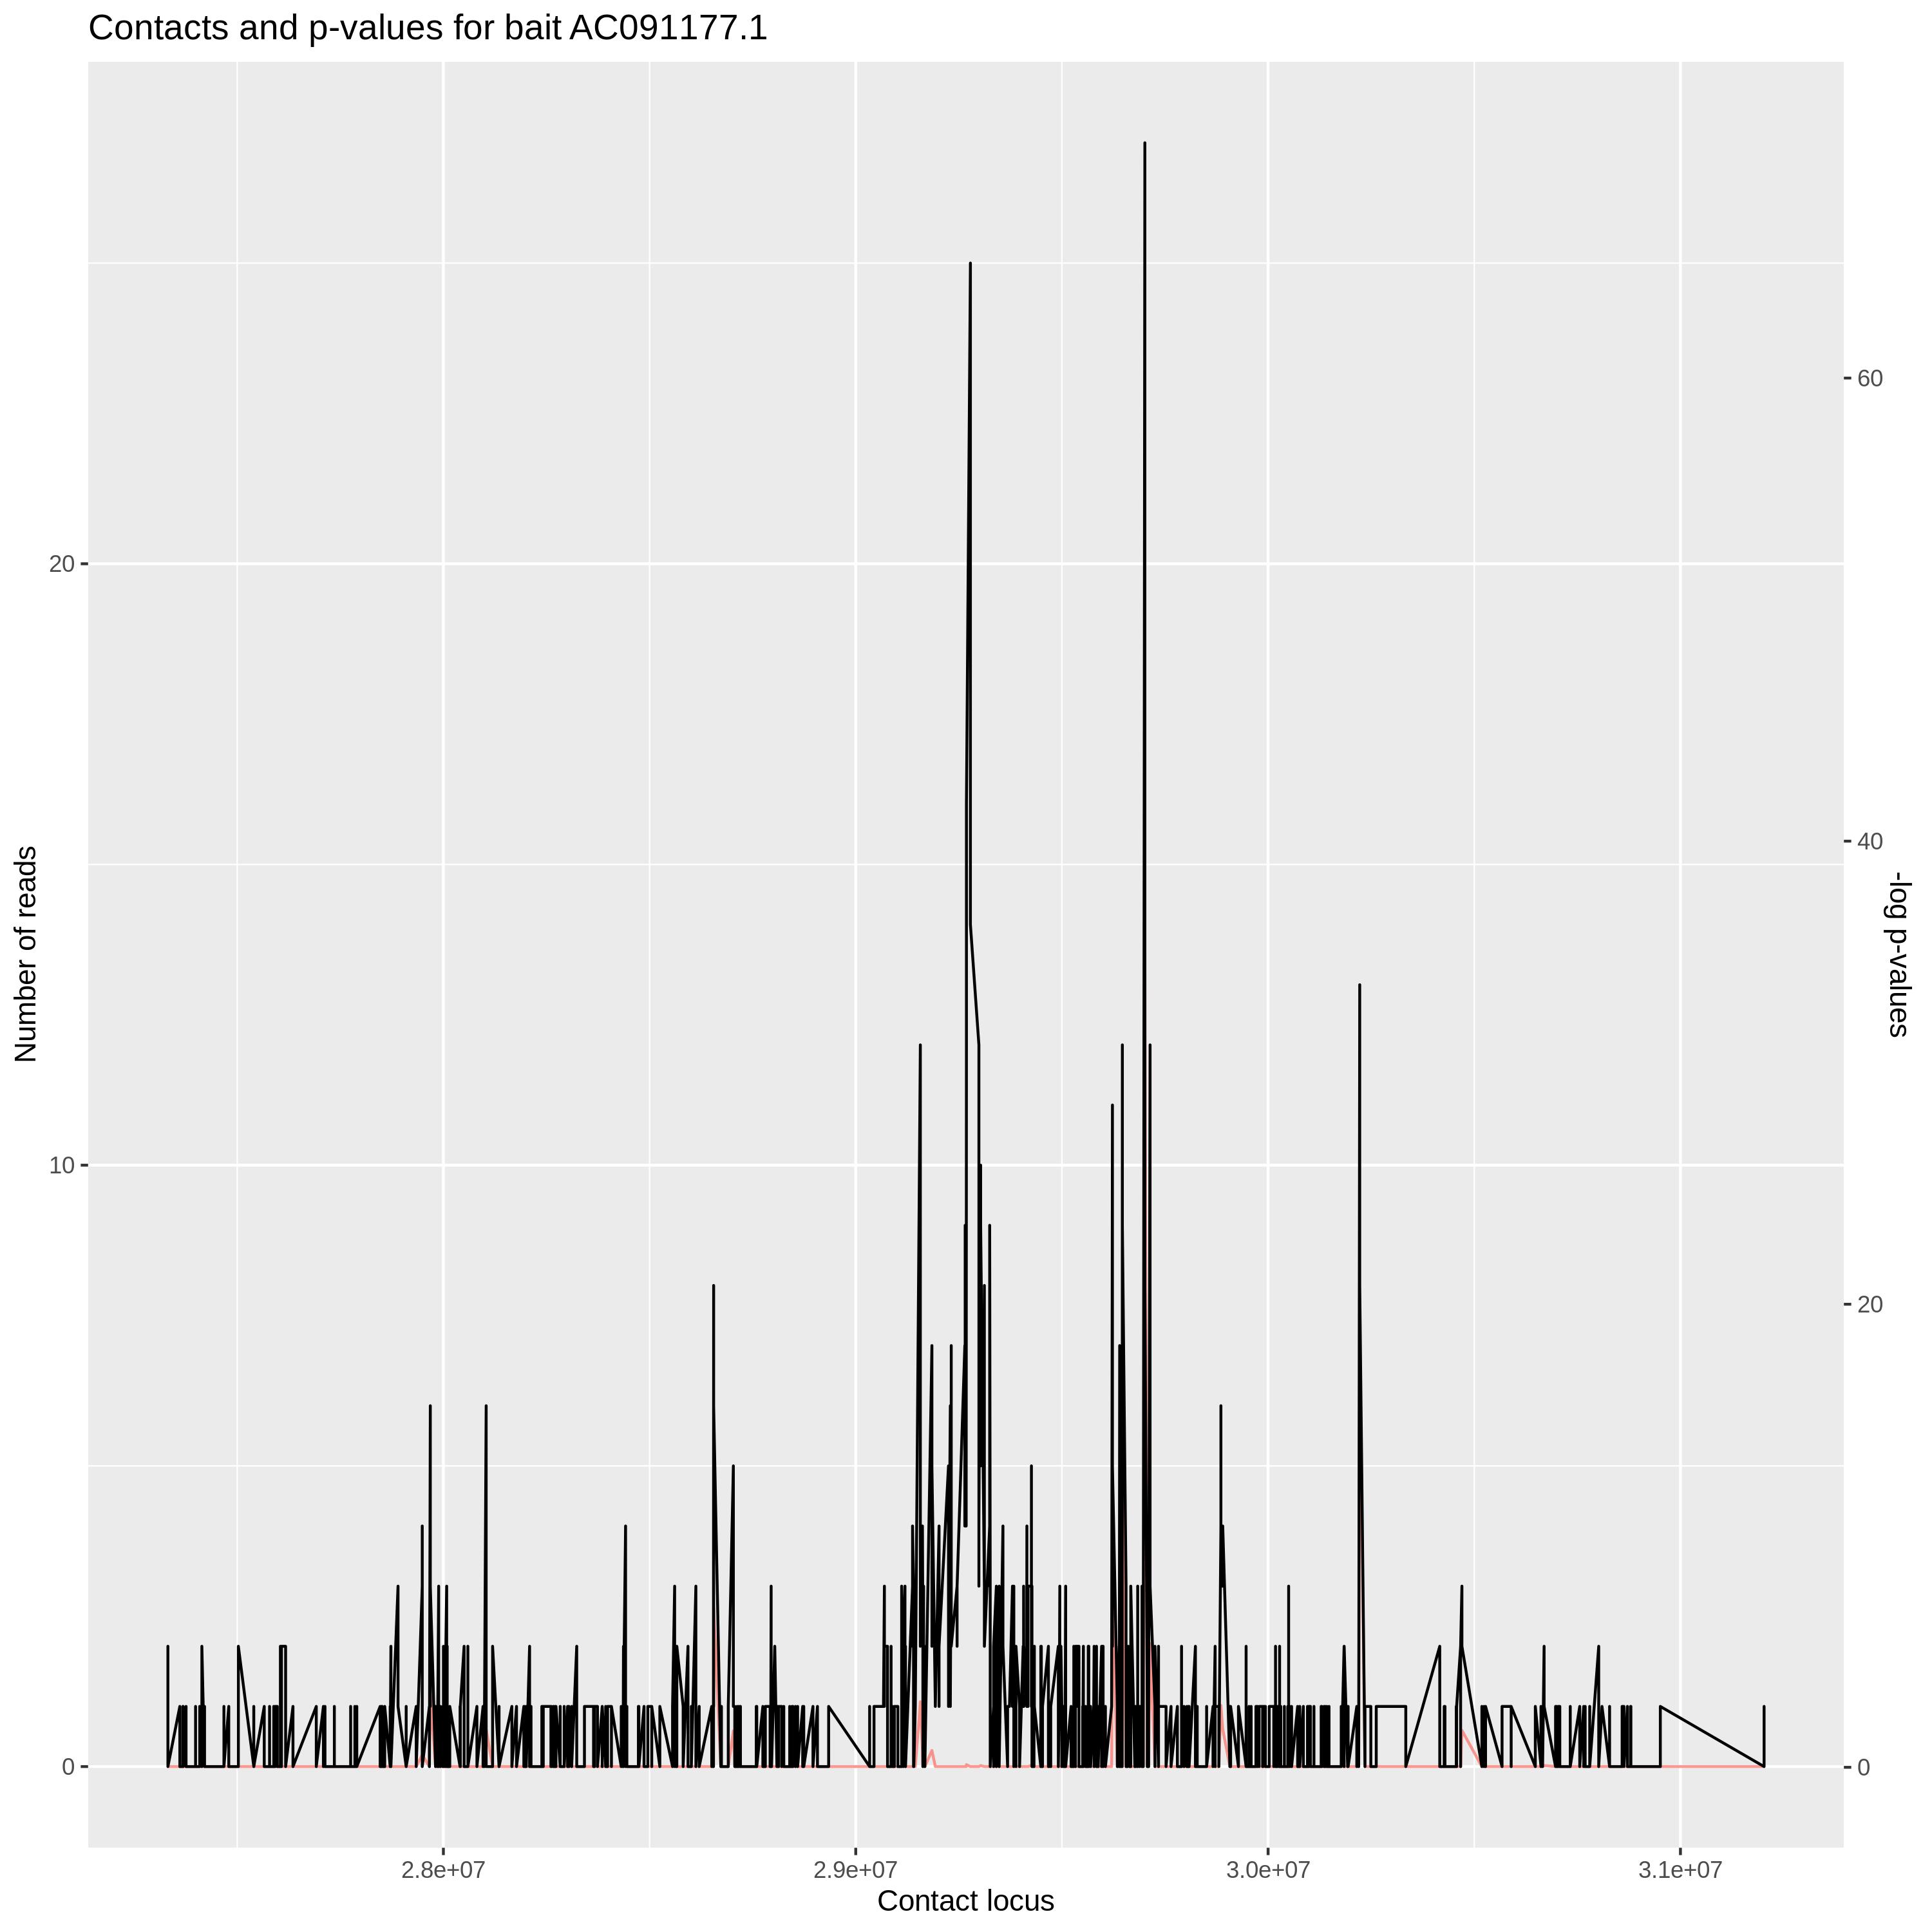 Contacts and p-values for bait AC091177.1
20
10
0
Number of reads
60
40
20
0
-log p-values
2.8e+07
2.9e+07
3.0e+07
3.1e+07
Contact locus